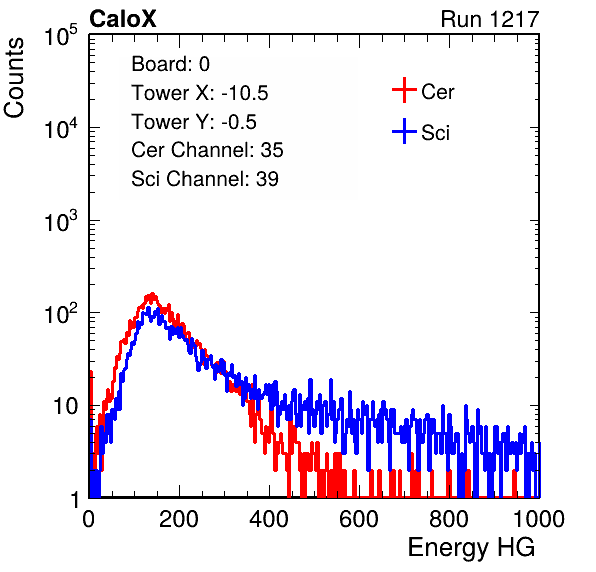 CaloX Run 1217
Counts
10^5
10^4
10^3
10^2
10
1
Board: 0
Tower X: -10.5
Tower Y: -0.5
Cer Channel: 35
Sci Channel: 39
Cer
Sci
0 200 400 600 800 1000
Energy HG